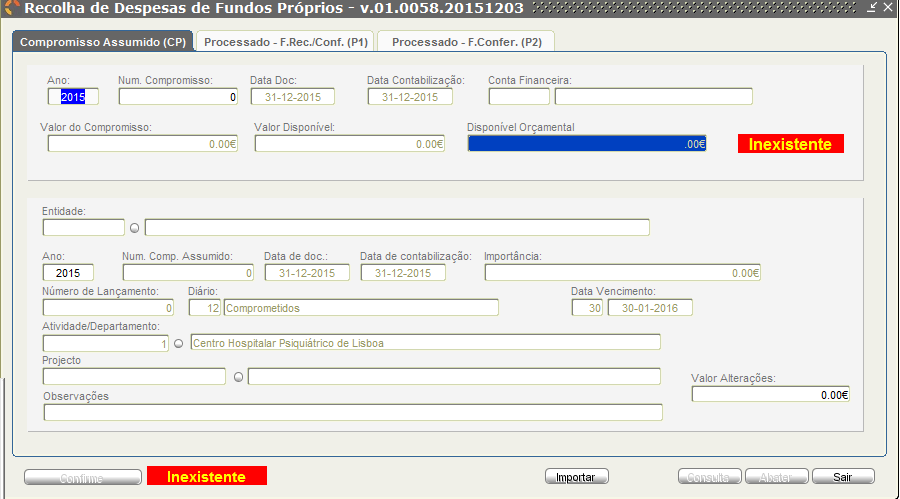 Recolha de Despesas de Fundos Próprios - v.01.0058.20151203
Compromisso Assumido (CP) Processado - F.Rec./Conf. (P1) Processado - F.Confer. (P2)
Ano: Num. Compromisso: Data Doc: Data Contabilização: Conta Financeira:
2015 0 31-12-2015 31-12-2015
Valor do Compromisso: Valor Disponível: Disponível Orçamental
0.00€ 0.00€ .00€ Inexistente
Entidade:
Ano: Num. Comp. Assumido: Data de doc.: Data de contabilização: Importância:
2015 0 31-12-2015 31-12-2015 0.00€
Número de Lançamento: Diário: Data Vencimento:
0 12 Comprometidos 30 30-01-2016
Atividade/Departamento:
1 Centro Hospitalar Psiquiátrico de Lisboa
Projecto
Valor Alterações:
Observações 0.00€
Confirme Inexistente Importar Consulta Abater Sair